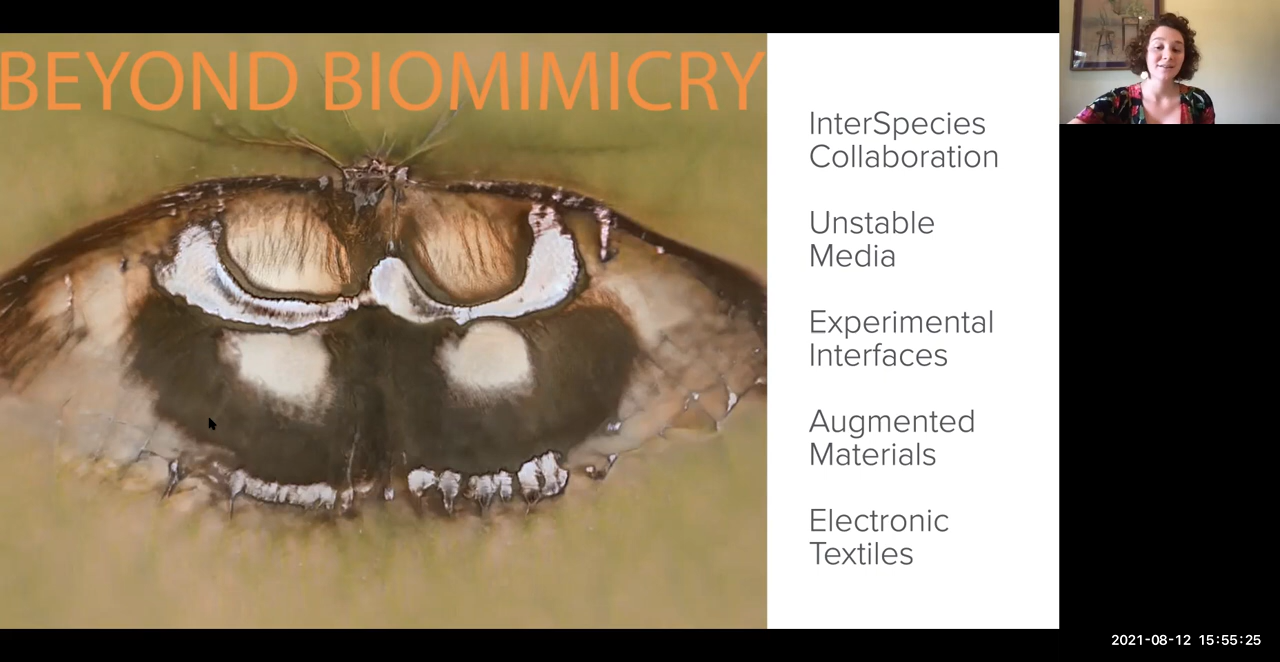 BEYOND BIOMIMICRY
InterSpecies
Collaboration
Unstable
Media
Experimental
Interfaces
Augmented
Materials
Electronic
Textiles
2021-08-12 15:55:25